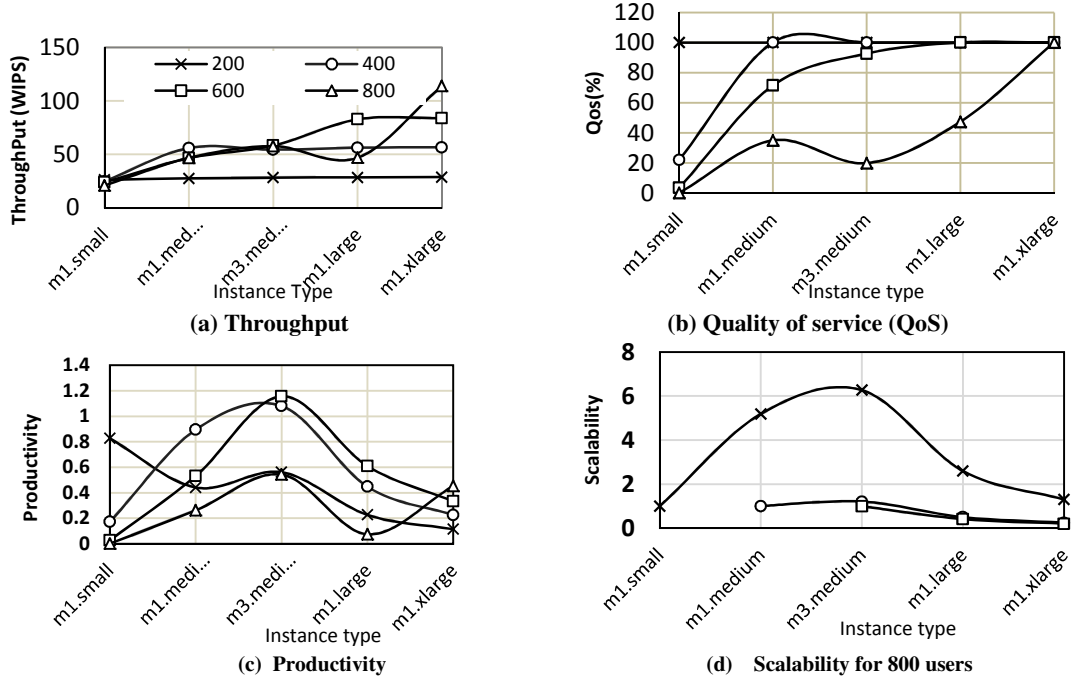 ThroughPut (WIPS)
150
100
50
0
200
400
600
800
m1.small
m1.med...
m3.med...
m1.large
m1.xlarge
Instance Type
(a) Throughput
Qos(%)
120
100
80
60
40
20
0
m1.small
m1.medium
m3.medium
m1.large
m1.xlarge
Instance type
(b) Quality of service (QoS)
Productivity
1.4
1.2
1
0.8
0.6
0.4
0.2
0
m1.small
m1.medi...
m3.medi...
m1.large
m1.xlarge
Instance type
(c) Productivity
Scalability
8
6
4
2
0
m1.small
m1.medium
m3.medium
m1.large
m1.xlarge
Instance type
(d) Scalability for 800 users